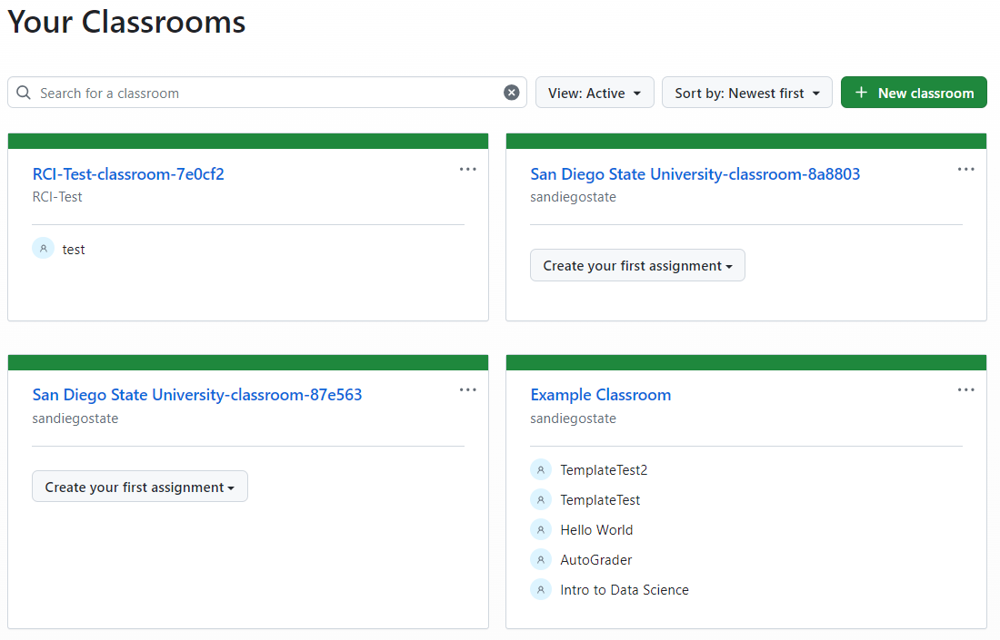 Your Classrooms
Search for a classroom
View: Active
Sort by: Newest first
New classroom
RCI-Test-classroom-7e0cf2
RCI-Test
test
San Diego State University-classroom-8a8803
sandiegostate
Create your first assignment
San Diego State University-classroom-87e563
sandiegostate
Create your first assignment
Example Classroom
sandiegostate
TemplateTest2
TemplateTest
Hello World
AutoGrader
Intro to Data Science